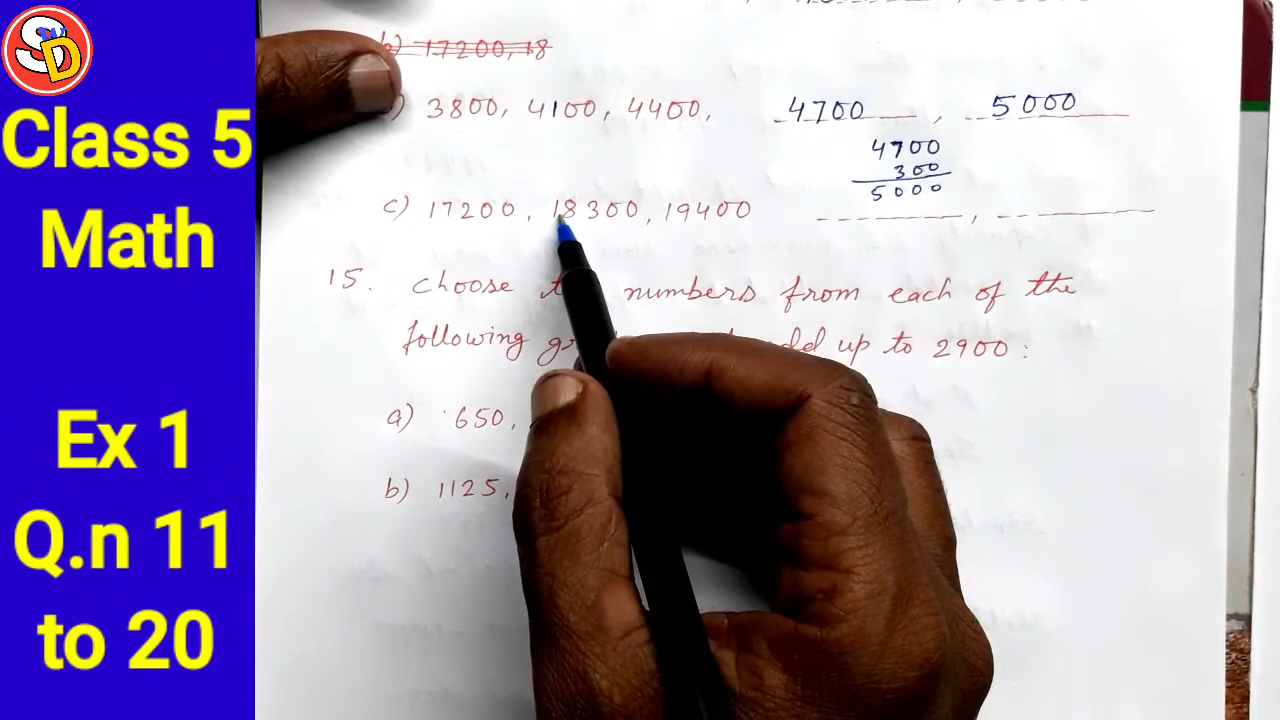 SD
Class 5
Math
Ex 1
Q.n 11
to 20
b) 17200, 18
) 3800, 4100, 4400, 4700, 5000
4700
300
5000
c) 17200, 18300, 19400
15. choose numbers from each of the
following up to 2900:
a) 650,
b) 1125,